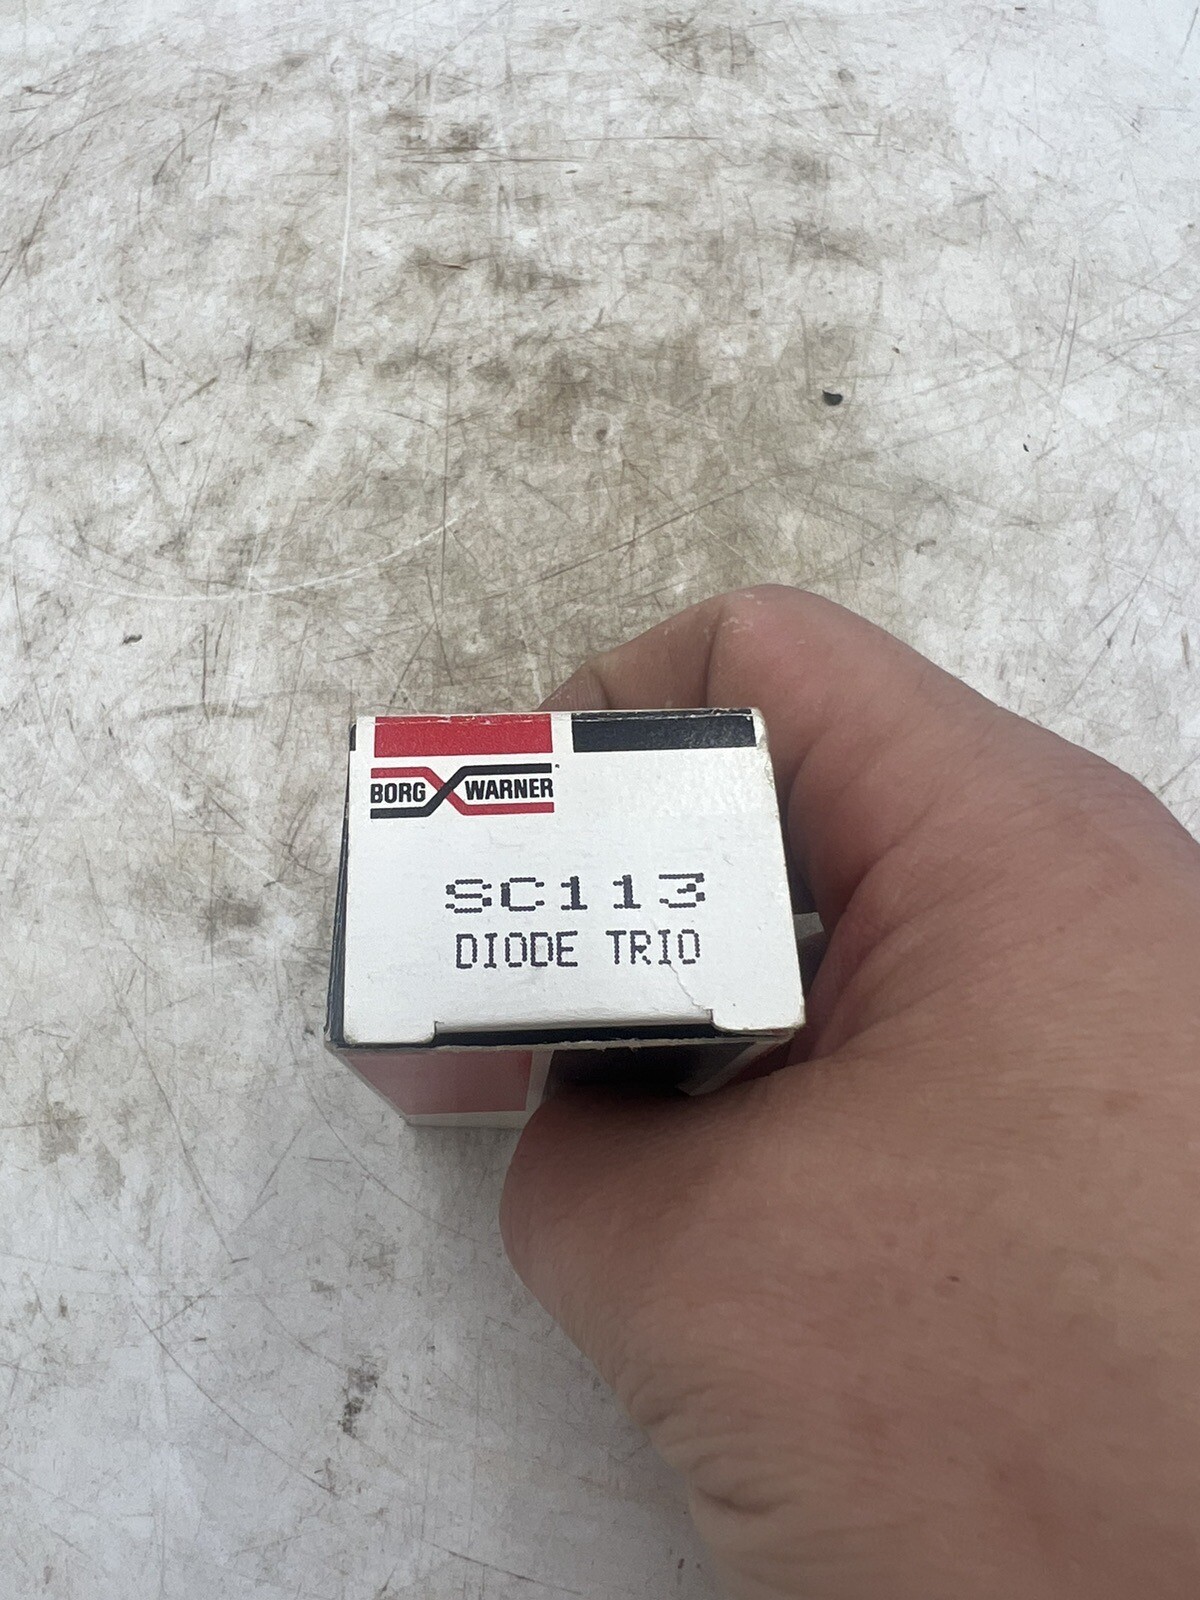 BORG WARNER
SC113
DIODE TRIO